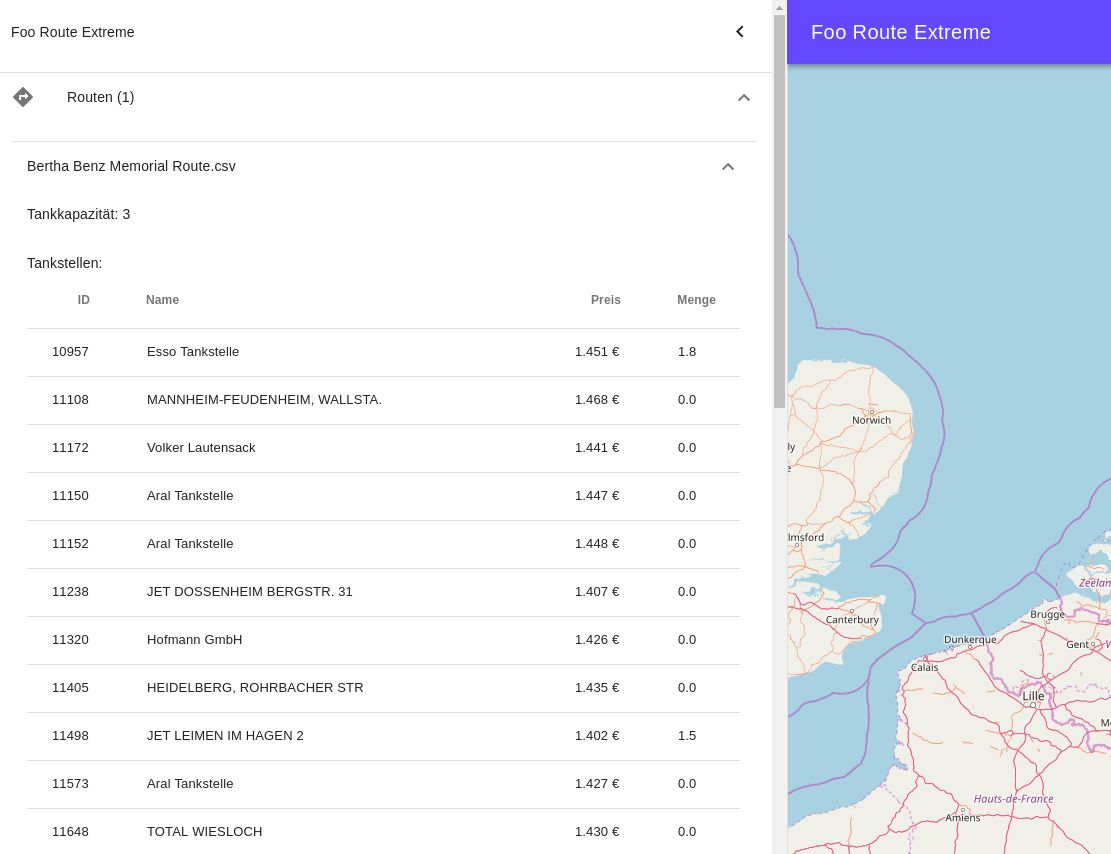 Foo Route Extreme
Foo Route Extreme
Routen (1)
Bertha Benz Memorial Route.csv
Tankkapazität: 3
Tankstellen:
ID Name Preis Menge
10957 Esso Tankstelle 1.451 € 1.8
11108 MANNHEIM-FEUDENHEIM, WALLSTA. 1.468 € 0.0
11172 Volker Lautensack 1.441 € 0.0
11150 Aral Tankstelle 1.447 € 0.0
11152 Aral Tankstelle 1.448 € 0.0
11238 JET DOSSENHEIM BERGSTR. 31 1.407 € 0.0
11320 Hofmann GmbH 1.426 € 0.0
11405 HEIDELBERG, ROHRBACHER STR 1.435 € 0.0
11498 JET LEIMEN IM HAGEN 2 1.402 € 1.5
11573 Aral Tankstelle 1.427 € 0.0
11648 TOTAL WIESLOCH 1.430 € 0.0
Norwich
ly
e
lmsford
Zeelan
Canterbury
Brugge
Dunkerque
Gent
V
Calais
Lille
Mo
Hauts-de-France
Amiens